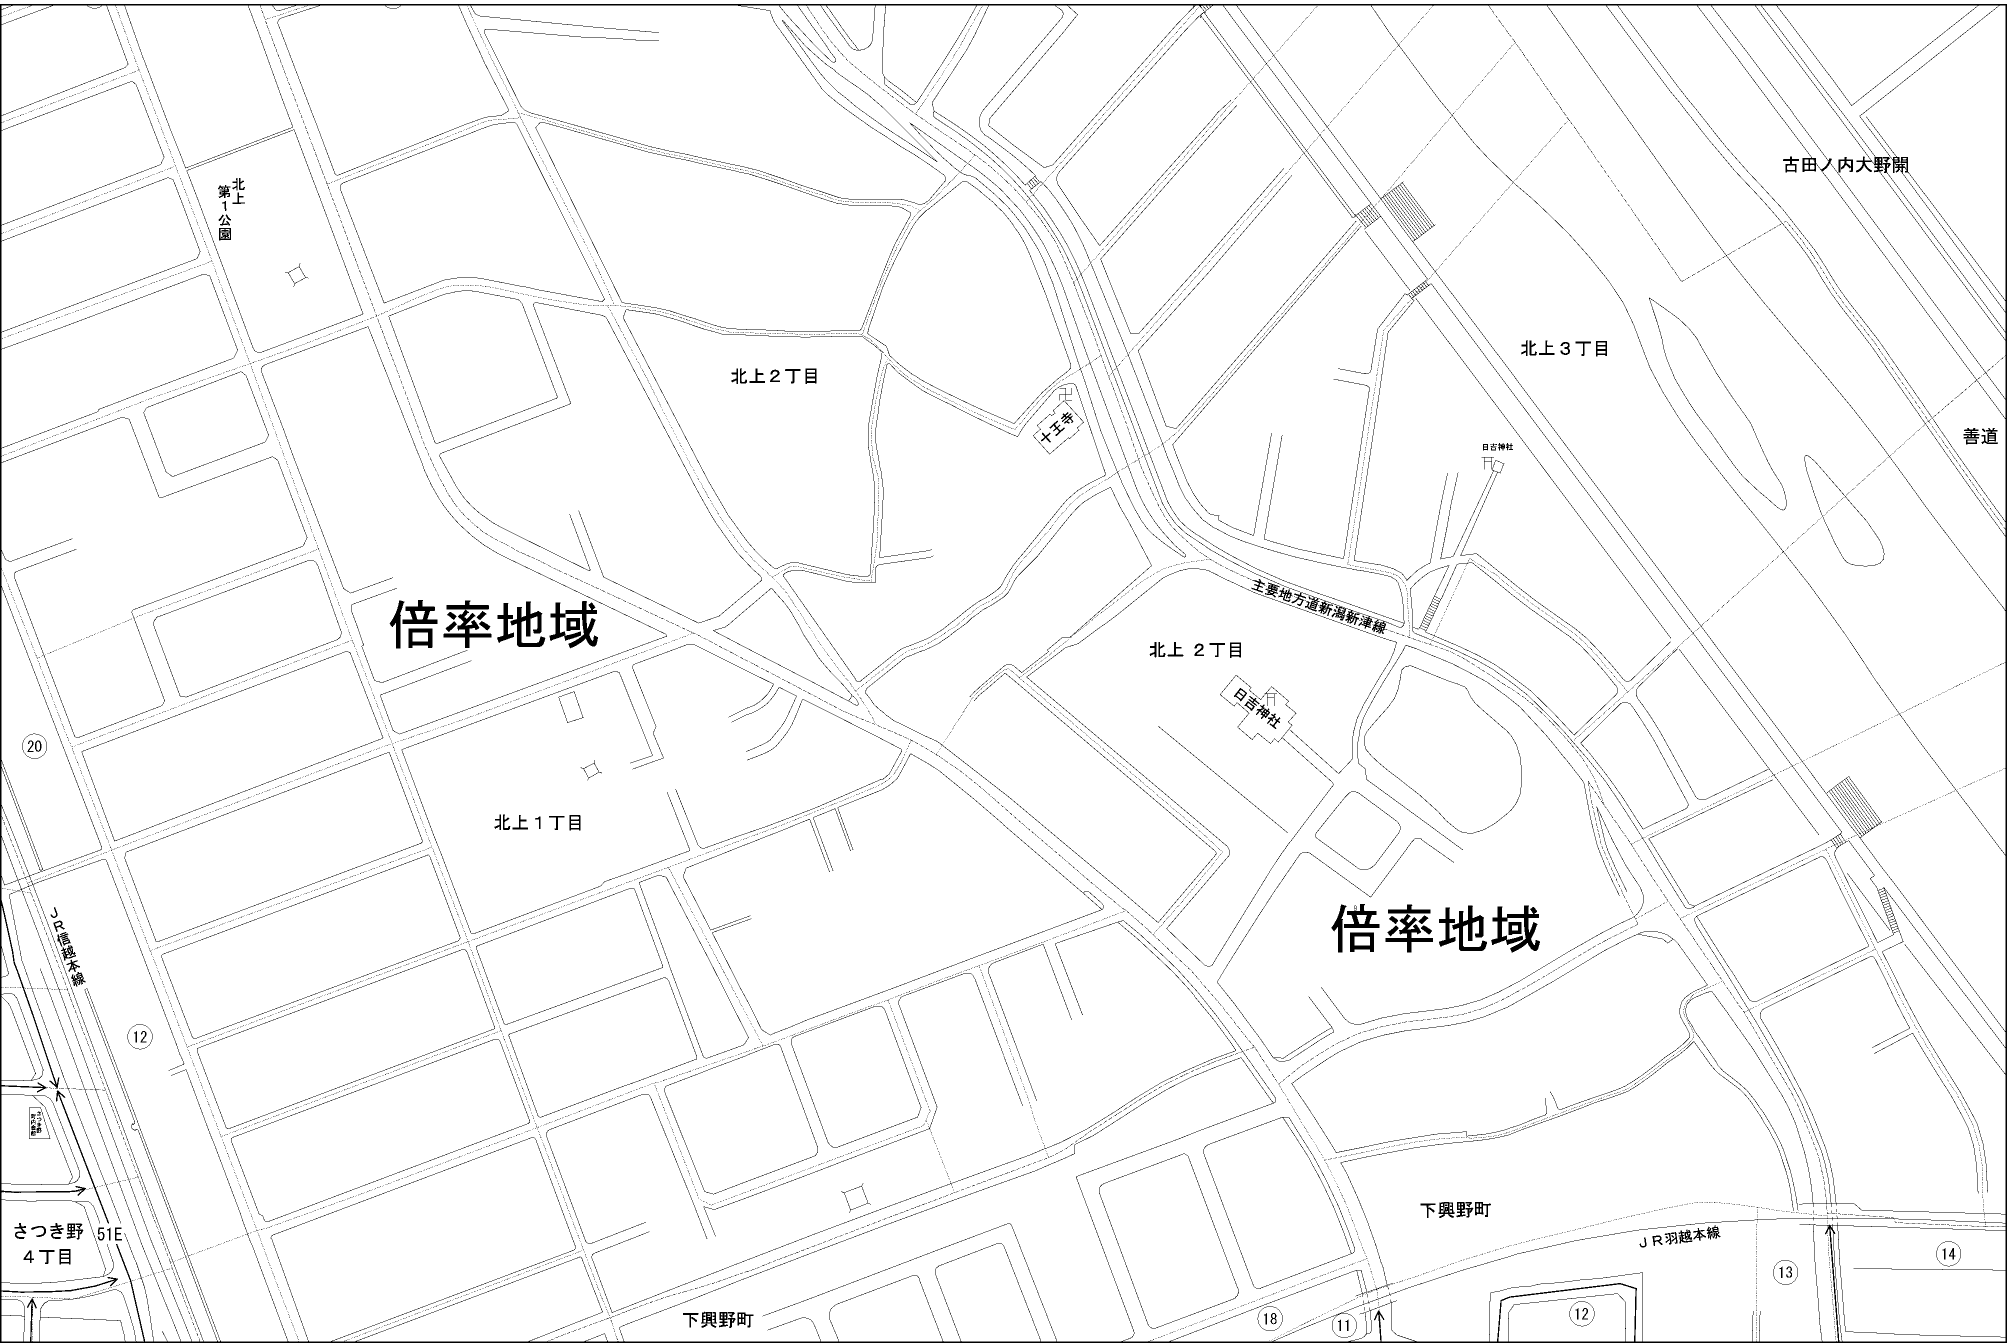 古田ノ内大野開
北上
第1公園
北上3丁目
北上2丁目
十王寺
善道
日吉神社
主要地方道新潟新津線
倍率地域
北上 2丁目
日吉神社
20
北上1丁目
JR信越本線
倍率地域
12
下興野町
さつき野
4丁目
51E
JR羽越本線
14
13
下興野町
18
11
12